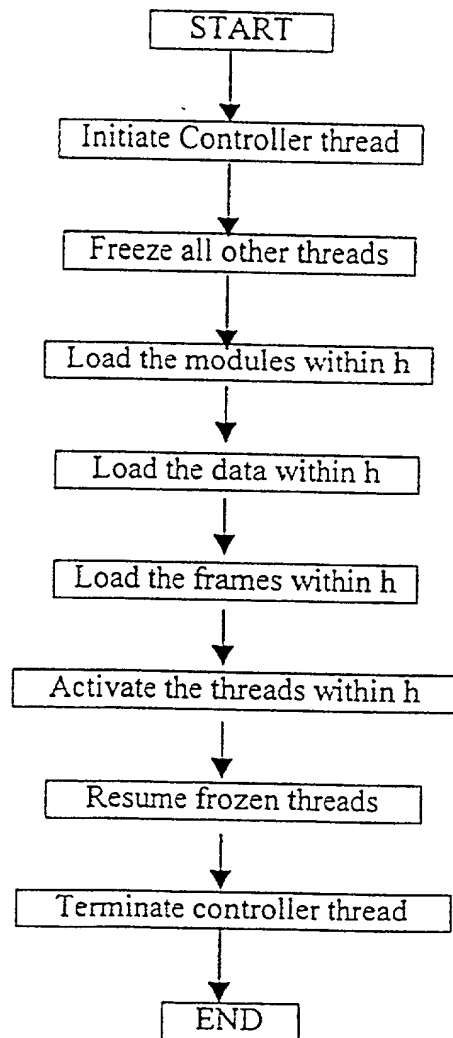 START
Initiate Controller thread
Freeze all other threads
Load the modules within h
Load the data within h
Load the frames within h
Activate the threads within h
Resume frozen threads
Terminate controller thread
END